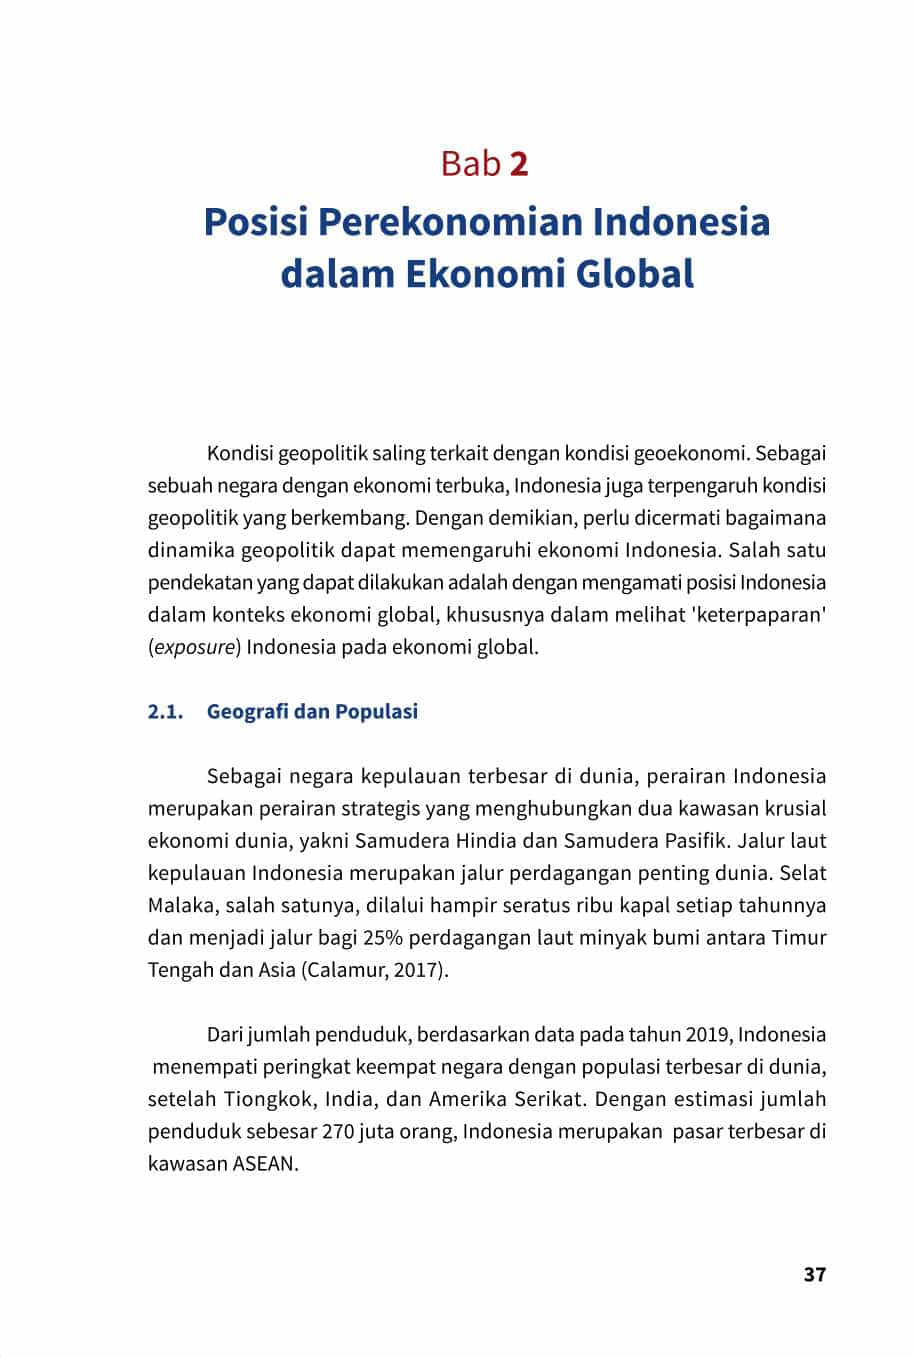 Bab 2
Posisi Perekonomian Indonesia
dalam Ekonomi Global
Kondisi geopolitik saling terkait dengan kondisi geoekonomi. Sebagai
sebuah negara dengan ekonomi terbuka, Indonesia juga terpengaruh kondisi
geopolitik yang berkembang. Dengan demikian, perlu dicermati bagaimana
dinamika geopolitik dapat memengaruhi ekonomi Indonesia. Salah satu
pendekatan yang dapat dilakukan adalah dengan mengamati posisi Indonesia
dalam konteks ekonomi global, khususnya dalam melihat 'keterpaparan'
(exposure) Indonesia pada ekonomi global.
2.1. Geografi dan Populasi
Sebagai negara kepulauan terbesar di dunia, perairan Indonesia
merupakan perairan strategis yang menghubungkan dua kawasan krusial
ekonomi dunia, yakni Samudera Hindia dan Samudera Pasifik. Jalur laut
kepulauan Indonesia merupakan jalur perdagangan penting dunia. Selat
Malaka, salah satunya, dilalui hampir seratus ribu kapal setiap tahunnya
dan menjadi jalur bagi 25% perdagangan laut minyak bumi antara Timur
Tengah dan Asia (Calamur, 2017).
Dari jumlah penduduk, berdasarkan data pada tahun 2019, Indonesia
menempati peringkat keempat negara dengan populasi terbesar di dunia,
setelah Tiongkok, India, dan Amerika Serikat. Dengan estimasi jumlah
penduduk sebesar 270 juta orang, Indonesia merupakan pasar terbesar di
kawasan ASEAN.
37